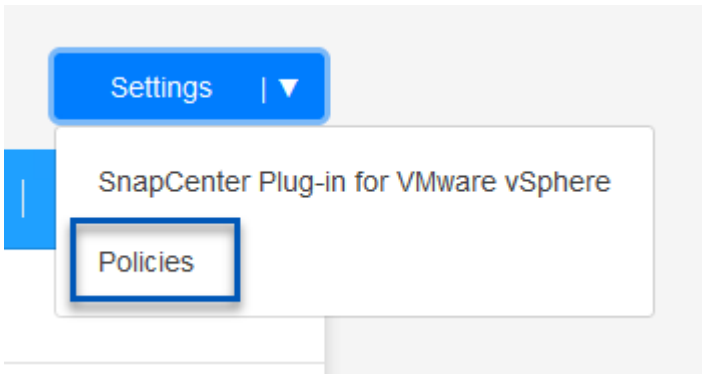 Settings | ▼
SnapCenter Plug-in for VMware vSphere
Policies